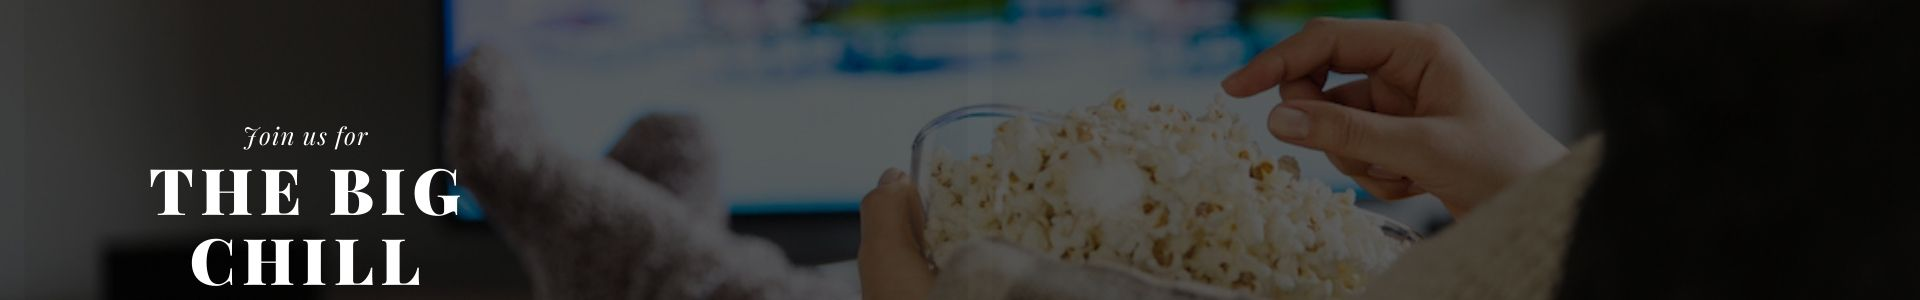 Join us for
THE BIG
CHILL